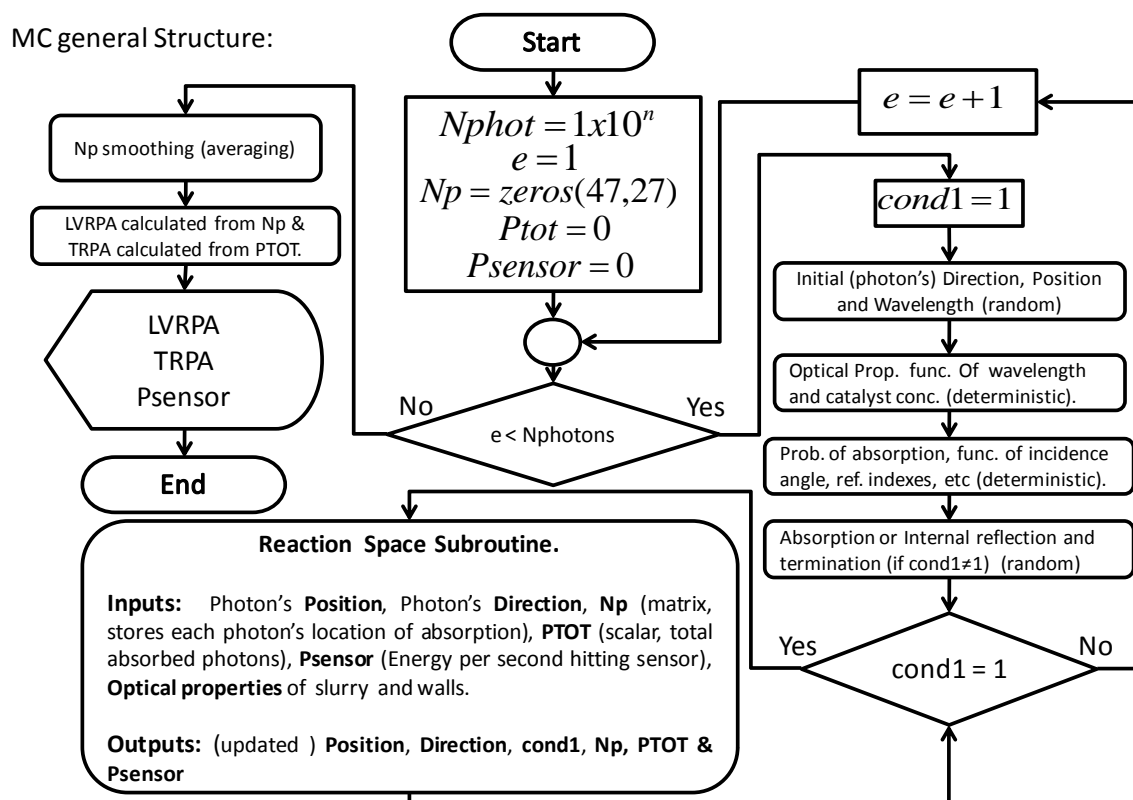 MC general Structure:
Start
Nphot = 1x10^n
e = 1
Np = zeros(47,27)
Ptot = 0
Psensor = 0
e = e + 1
cond1 = 1
Initial (photon's) Direction, Position
and Wavelength (random)
Optical Prop. func. Of wavelength
and catalyst conc. (deterministic).
Prob. of absorption, func. of incidence
angle, ref. indexes, etc (deterministic).
Absorption or Internal reflection and
termination (if cond1≠1) (random)
Yes
cond1 = 1
No
No
e < Nphotons
Yes
Np smoothing (averaging)
LVRPA calculated from Np &
TRPA calculated from PTOT.
LVRPA
TRPA
Psensor
End
Reaction Space Subroutine.
Inputs: Photon's Position, Photon's Direction, Np (matrix,
stores each photon's location of absorption), PTOT (scalar, total
absorbed photons), Psensor (Energy per second hitting sensor),
Optical properties of slurry and walls.
Outputs: (updated ) Position, Direction, cond1, Np, PTOT &
Psensor